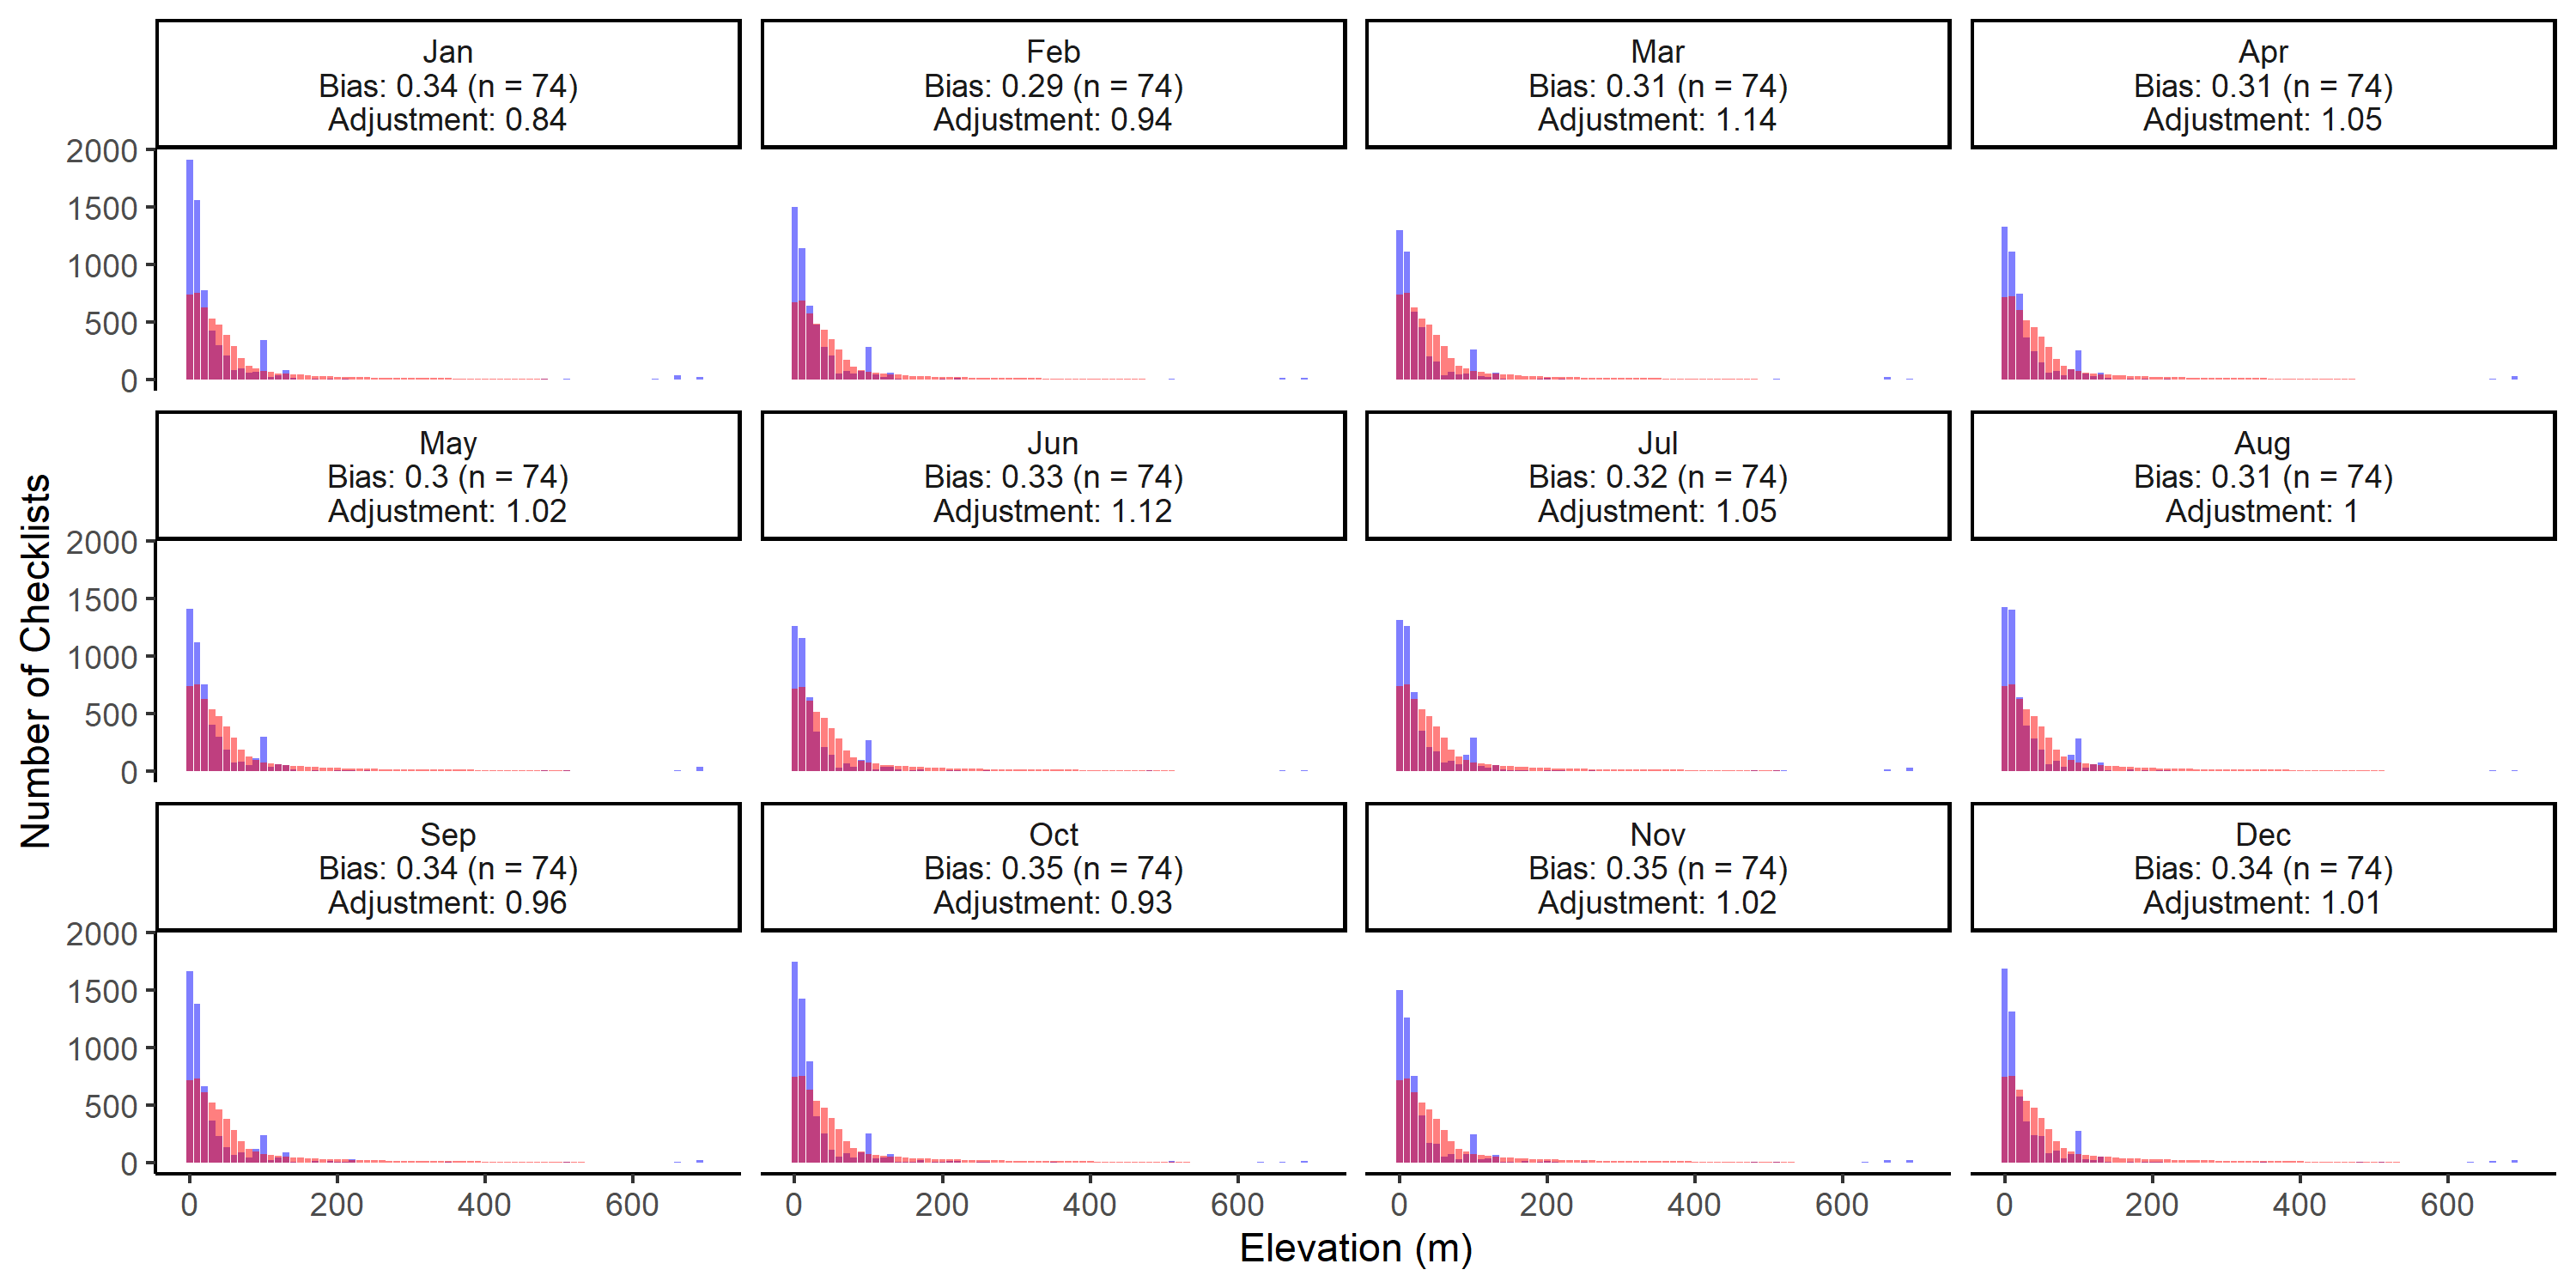 Jan
Bias: 0.34 (n = 74)
Adjustment: 0.84
Feb
Bias: 0.29 (n = 74)
Adjustment: 0.94
Mar
Bias: 0.31 (n = 74)
Adjustment: 1.14
Apr
Bias: 0.31 (n = 74)
Adjustment: 1.05
2000
1500
1000
500
0
May
Bias: 0.3 (n = 74)
Adjustment: 1.02
Jun
Bias: 0.33 (n = 74)
Adjustment: 1.12
Jul
Bias: 0.32 (n = 74)
Adjustment: 1.05
Aug
Bias: 0.31 (n = 74)
Adjustment: 1
2000
1500
1000
500
0
Number of Checklists
Sep
Bias: 0.34 (n = 74)
Adjustment: 0.96
Oct
Bias: 0.35 (n = 74)
Adjustment: 0.93
Nov
Bias: 0.35 (n = 74)
Adjustment: 1.02
Dec
Bias: 0.34 (n = 74)
Adjustment: 1.01
2000
1500
1000
500
0
0 200 400 600
0 200 400 600
0 200 400 600
0 200 400 600
Elevation (m)